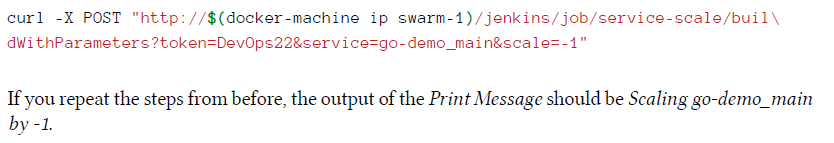 curl -X POST "http://$(docker-machine ip swarm-1)/jenkins/job/service-scale/buil\
dWithParameters?token=DevOps22&service=go-demo_main&scale=-1"
If you repeat the steps from before, the output of the Print Message should be Scaling go-demo_main
by -1.